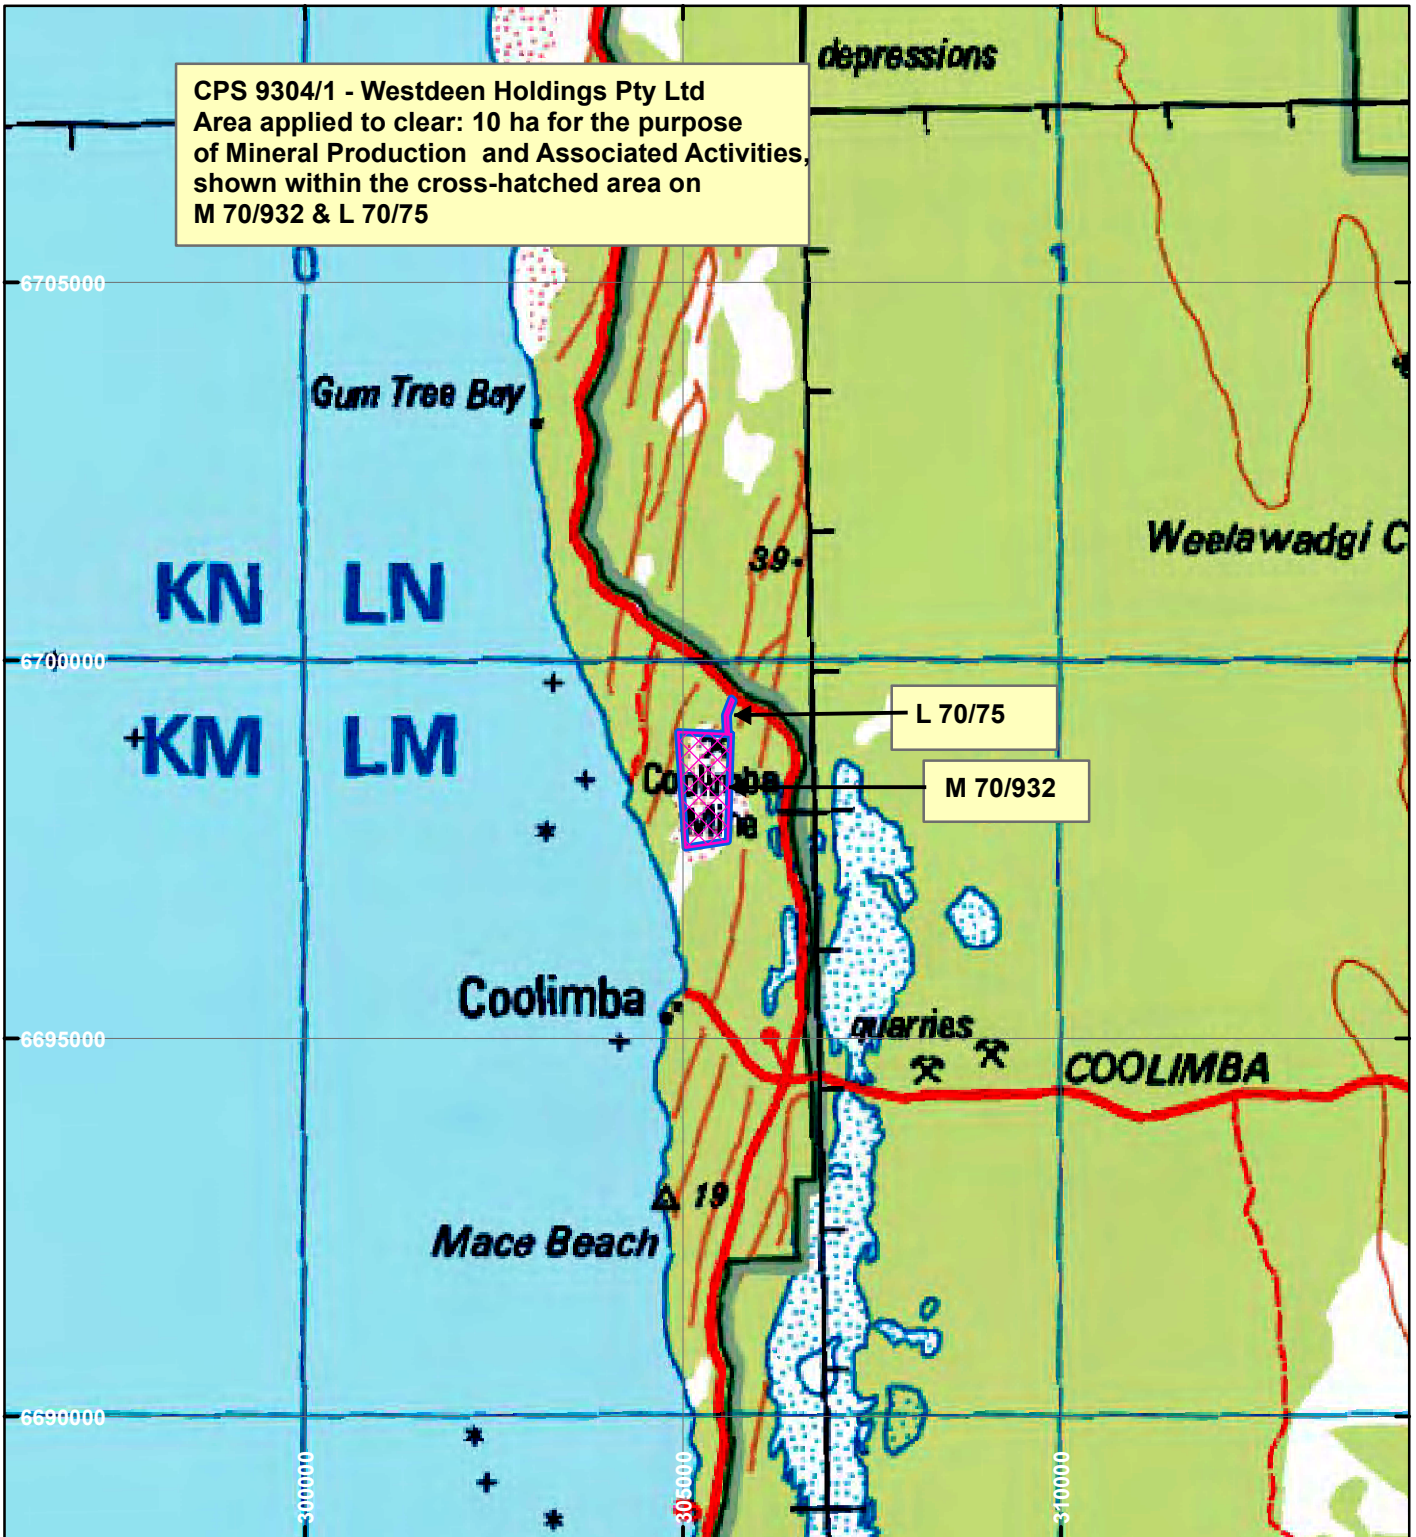 depressions
CPS 9304/1 - Westdeen Holdings Pty Ltd
Area applied to clear: 10 ha for the purpose
of Mineral Production and Associated Activities,
shown within the cross-hatched area on
M 70/932 & L 70/75
0
1
6705000
Gum Tree Bay
Weelawadgi C
39
KN LN
6700000
KM LM
L 70/75
Coolimba
M 70/932
Coolimba
quarries
6695000
COOLIMBA
19
Mace Beach
6690000
300000
305000
310000